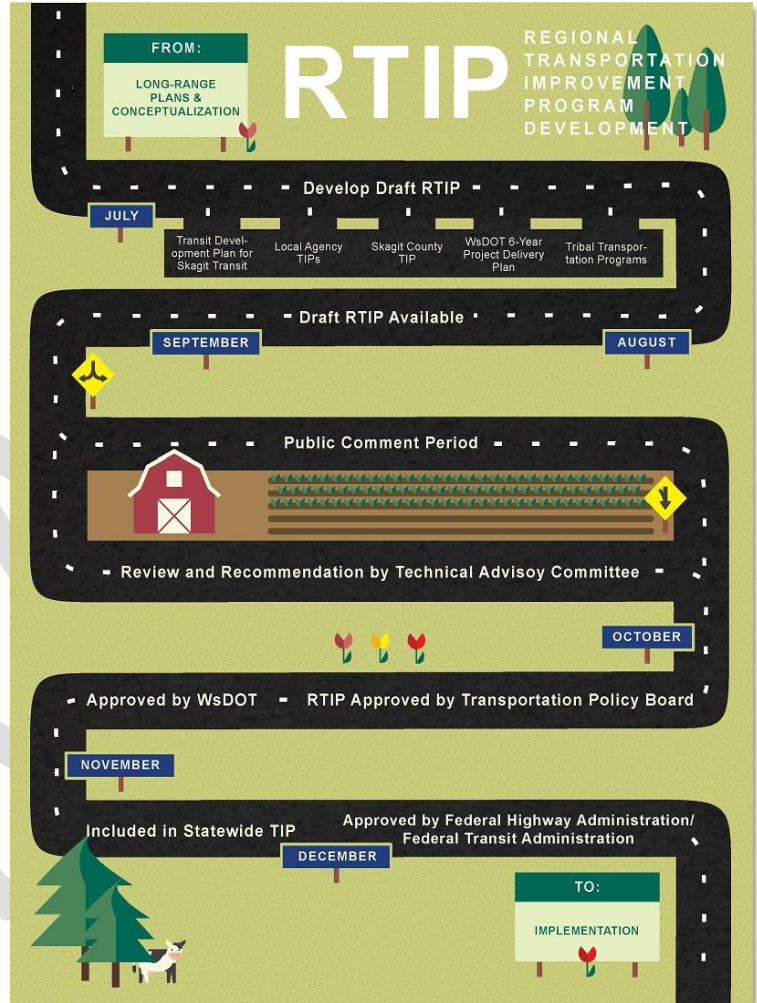 FROM:
LONG-RANGE
PLANS &
CONCEPTUALIZATION
RTIP
REGIONAL
TRANSPORTATION
IMPROVEMENT
PROGRAM
DEVELOPMENT
Develop Draft RTIP
JULY
Transit Devel-
opment Plan for
Skagit Transit
Local Agency
TIPs
Skagit County
TIP
WsDOT 6-Year
Project Delivery
Plan
Tribal Transpor-
tation Programs
Draft RTIP Available
SEPTEMBER
AUGUST
Public Comment Period
Review and Recommendation by Technical Advisoy Committee
OCTOBER
Approved by WsDOT
RTIP Approved by Transportation Policy Board
NOVEMBER
Included in Statewide TIP
Approved by Federal Highway Administration/
Federal Transit Administration
DECEMBER
TO:
IMPLEMENTATION